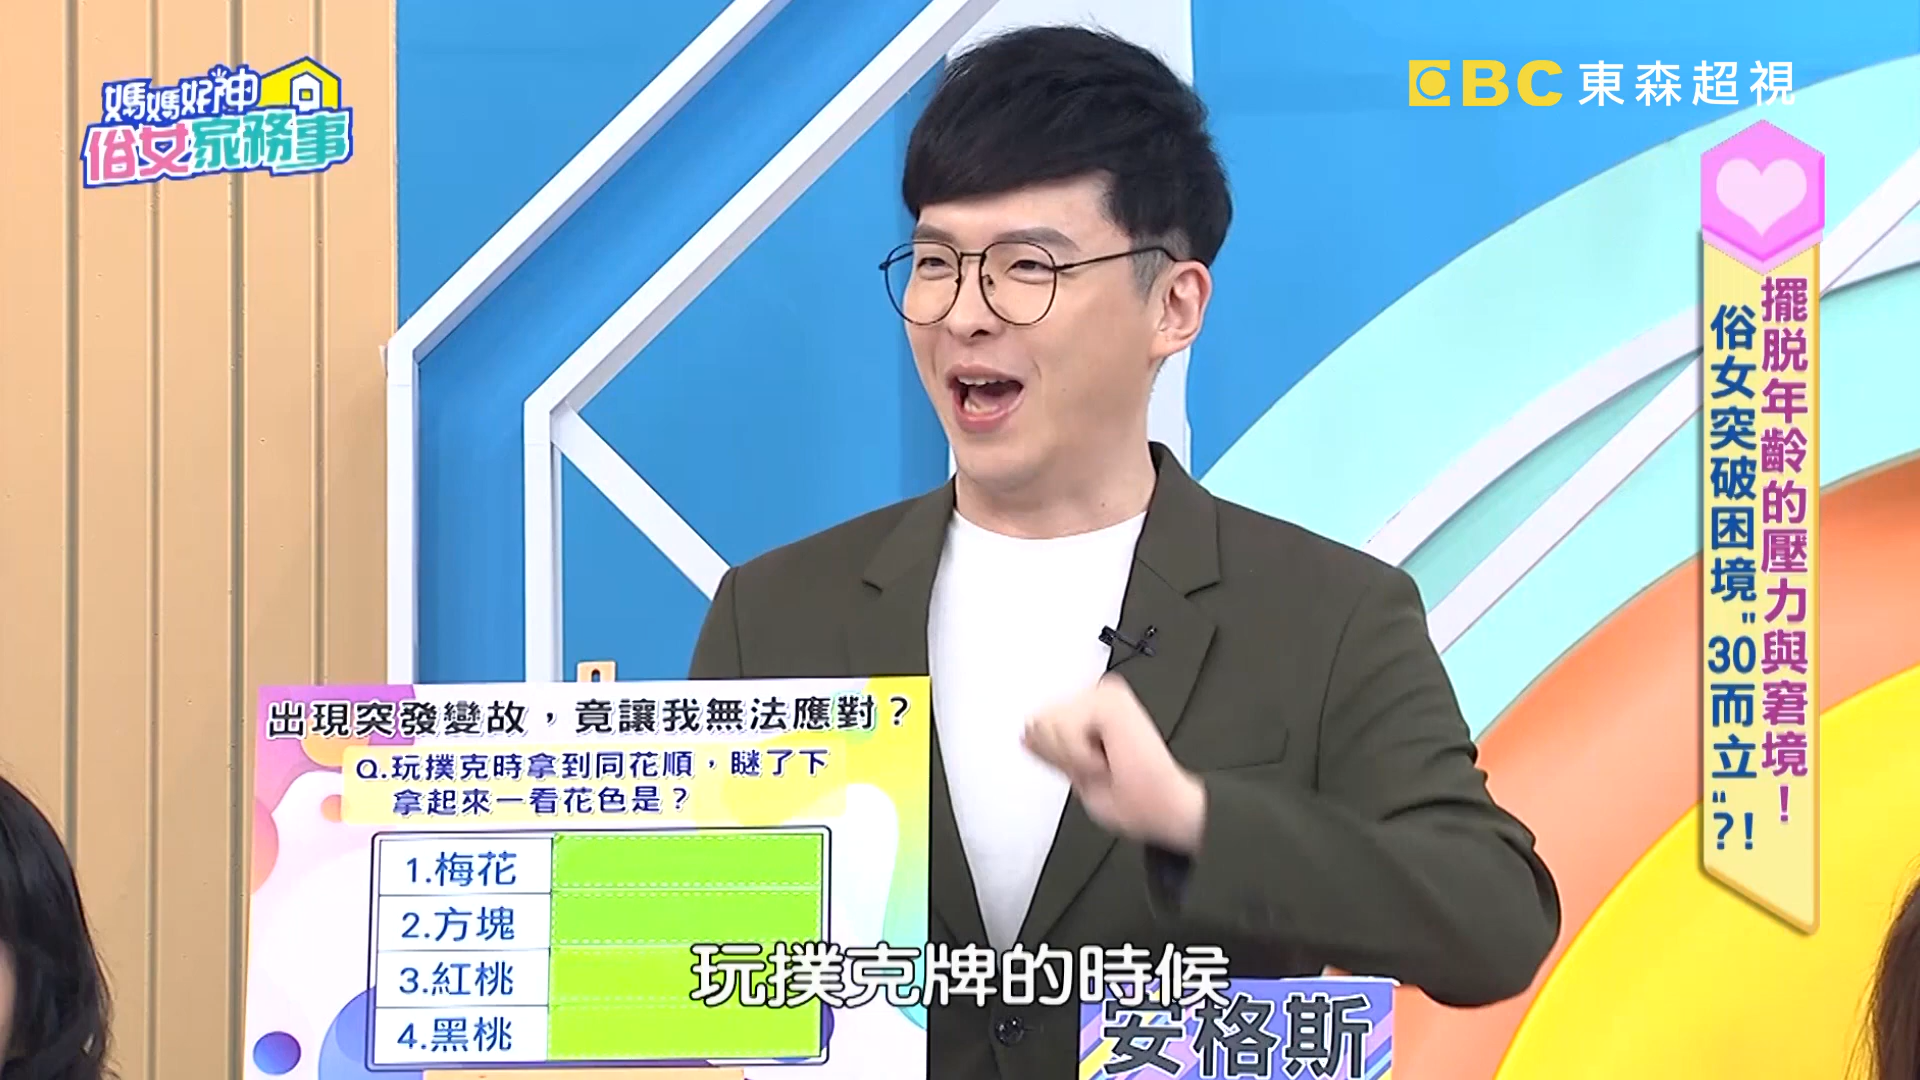 媽媽好神
俗女家務事
EBC 東森超視
擺脫年齡的壓力與窘境！
俗女突破困境"30而立"?!
出現突發變故，竟讓我無法應對？
Q.玩撲克時拿到同花順，瞇了下
拿起來一看花色是？
1.梅花
2.方塊
3.紅桃
4.黑桃
玩撲克牌的時候
安格斯